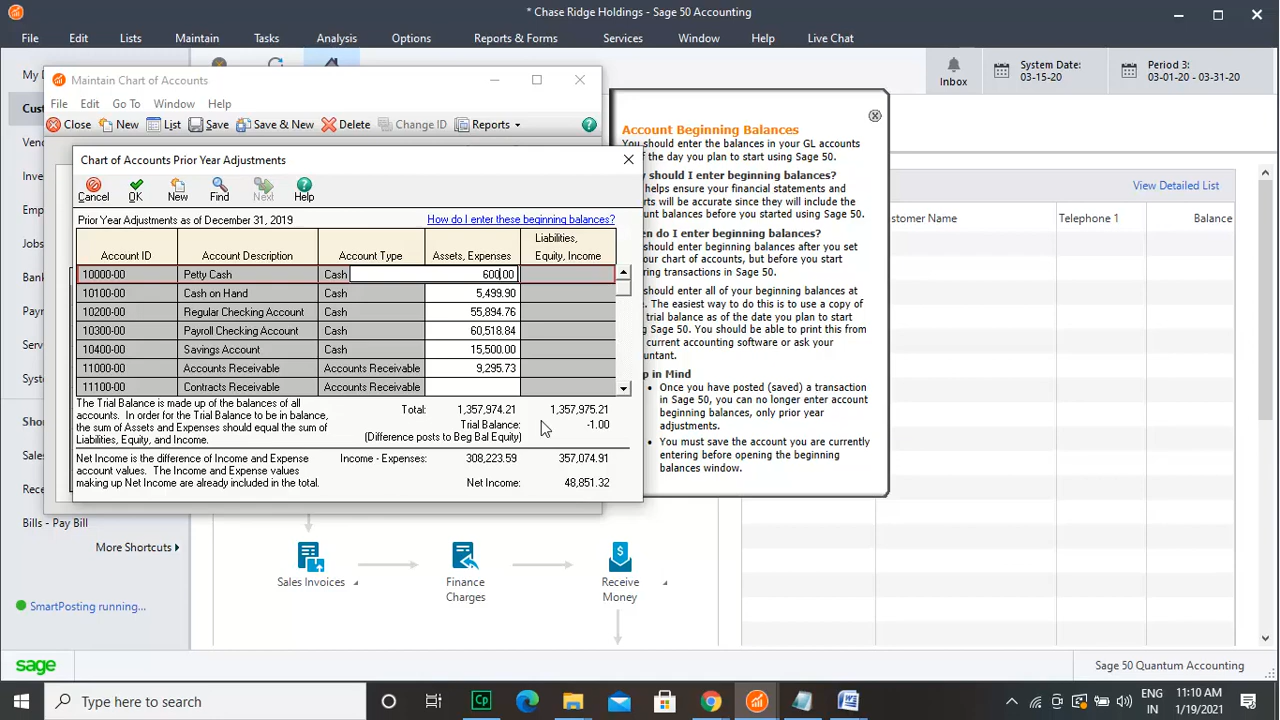 * Chase Ridge Holdings - Sage 50 Accounting
File Edit Lists Maintain Tasks Analysis Options Reports & Forms Services Window Help Live Chat
Inbox
System Date:
03-15-20
Period 3:
03-01-20 - 03-31-20
My D
Cust
Vend
Inve
Emp
Jobs
Bank
Payr
Serv
Syst
Sho
Sale
Rece
Bills - Pay Bill
More Shortcuts
SmartPosting running...
Maintain Chart of Accounts
File Edit Go To Window Help
Close New List Save Save & New Delete Change ID Reports
Chart of Accounts Prior Year Adjustments
Cancel OK New Find Next Help
Prior Year Adjustments as of December 31, 2019
How do I enter these beginning balances?
Account ID Account Description Account Type Assets, Expenses Liabilities, Equity, Income
10000-00 Petty Cash Cash 600.00
10100-00 Cash on Hand Cash 5,499.90
10200-00 Regular Checking Account Cash 55,894.76
10300-00 Payroll Checking Account Cash 60,518.84
10400-00 Savings Account Cash 15,500.00
11000-00 Accounts Receivable Accounts Receivable 9,295.73
11100-00 Contracts Receivable Accounts Receivable
The Trial Balance is made up of the balances of all
accounts. In order for the Trial Balance to be in balance,
the sum of Assets and Expenses should equal the sum of
Liabilities, Equity, and Income.
Total: 1,357,974.21 1,357,975.21
Trial Balance: -1.00
(Difference posts to Beg Bal Equity)
Net Income is the difference of Income and Expense
account values. The Income and Expense values
making up Net Income are already included in the total.
Income - Expenses: 308,223.59 357,074.91
Net Income: 48,851.32
Account Beginning Balances
You should enter the balances in your GL accounts
f the day you plan to start using Sage 50.
should I enter beginning balances?
helps ensure your financial statements and
rts will be accurate since they will include the
unt balances before you started using Sage 50.
en do I enter beginning balances?
should enter beginning balances after you set
our chart of accounts, but before you start
ring transactions in Sage 50.
should enter all of your beginning balances at
e. The easiest way to do this is to use a copy of
trial balance as of the date you plan to start
g Sage 50. You should be able to print this from
current accounting software or ask your
untant.
p in Mind
• Once you have posted (saved) a transaction
in Sage 50, you can no longer enter account
beginning balances, only prior year
adjustments.
• You must save the account you are currently
entering before opening the beginning
balances window.
View Detailed List
stomer Name Telephone 1 Balance
Sales Invoices
Finance
Charges
Receive
Money
sage
Sage 50 Quantum Accounting
Type here to search
ENG
IN
11:10 AM
1/19/2021